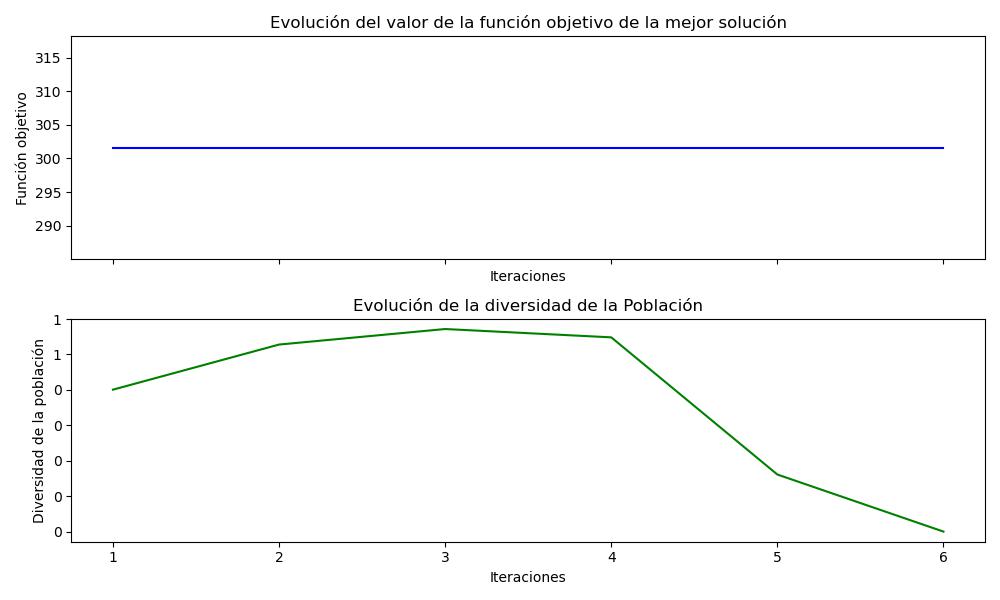 Evolución del valor de la función objetivo de la mejor solución
315
310
305
300
295
290
Función objetivo
Iteraciones
Evolución de la diversidad de la Población
1
1
0
0
0
0
0
Diversidad de la población
1 2 3 4 5 6
Iteraciones